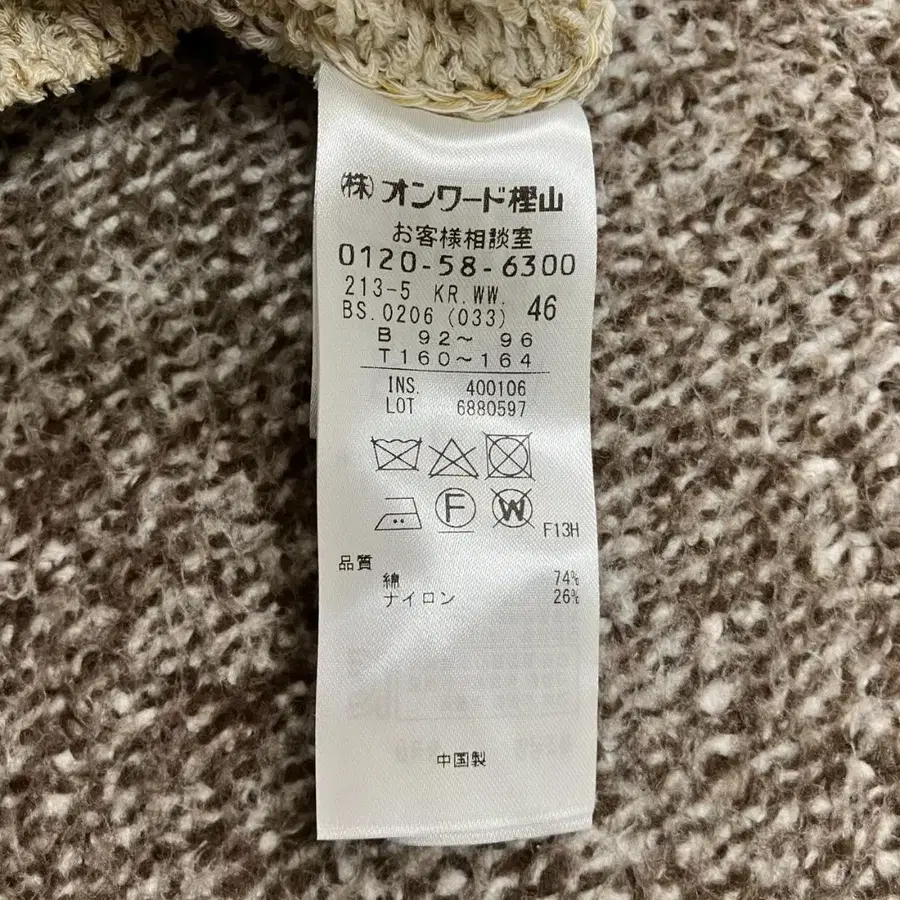 (株)オンワード樫山
お客様相談室
0120-58-6300
213-5 KR.WW. 46
BS.0206 (033)
B 92～ 96
T160～164
INS. 400106
LOT 6880597
F W
F13H
品質
綿 74%
ナイロン 26%
中国製